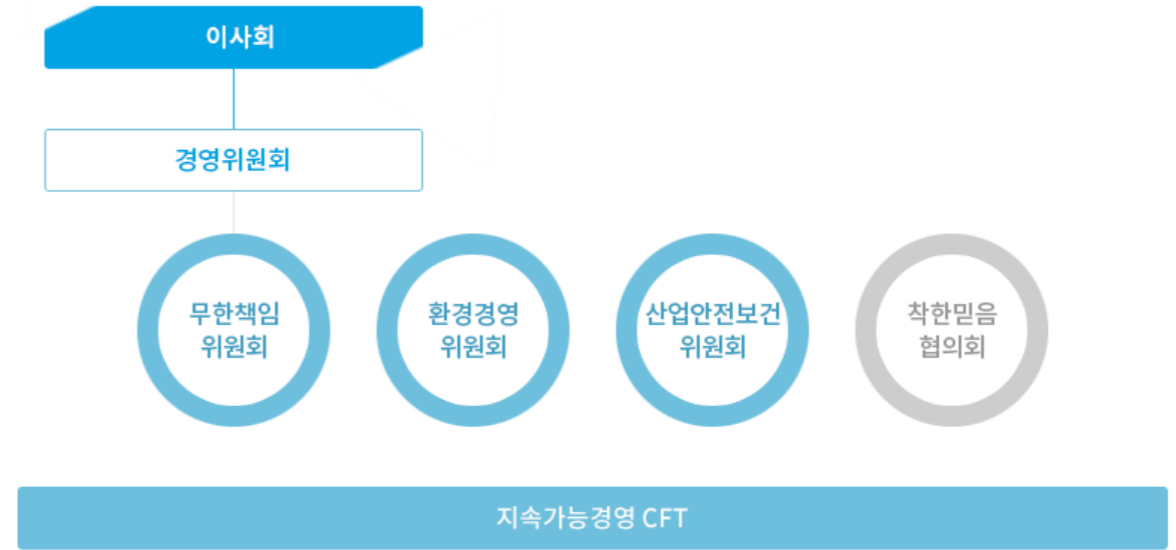 이사회
경영위원회
무한책임
위원회
환경경영
위원회
산업안전보건
위원회
착한믿음
협의회
지속가능경영 CFT